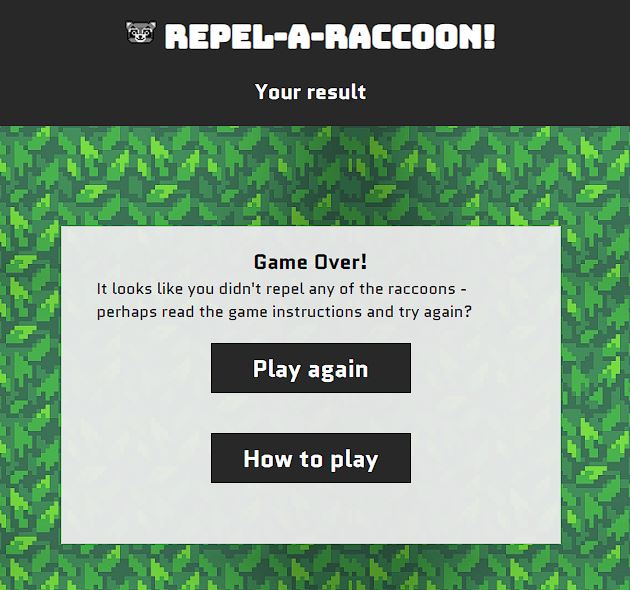 REPEL-A-RACCOON!
Your result
Game Over!
It looks like you didn't repel any of the raccoons -
perhaps read the game instructions and try again?
Play again
How to play